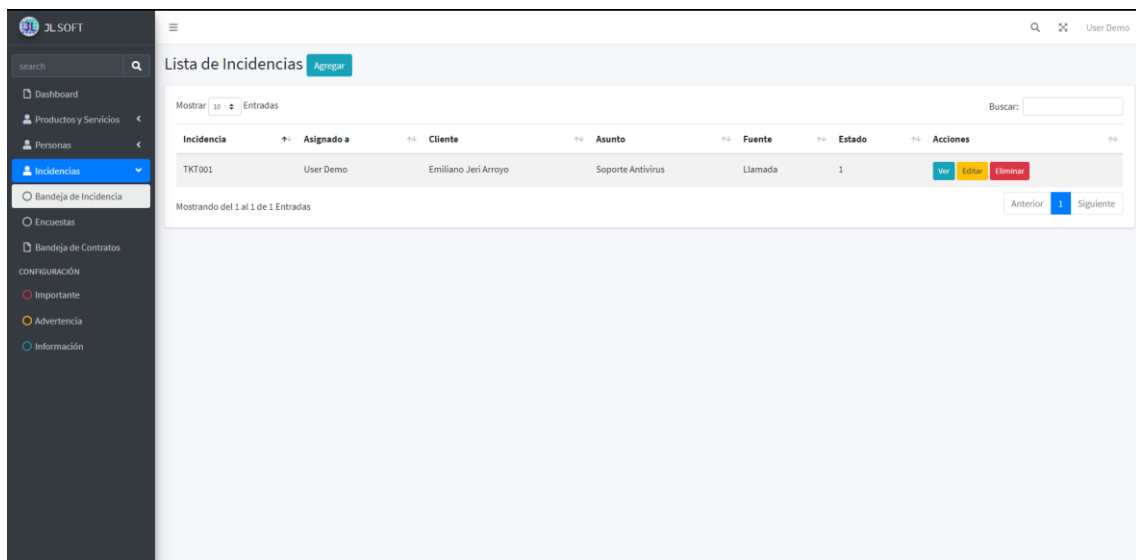 JL SOFT
User Demo
search
Dashboard
Productos y Servicios
Personas
Incidencias
Bandeja de Incidencia
Encuestas
Bandeja de Contratos
CONFIGURACIÓN
Importante
Advertencia
Información
Lista de Incidencias Agregar
Mostrar 10 Entradas
Buscar:
Incidencia Asignado a Cliente Asunto Fuente Estado Acciones
TKT001 User Demo Emiliano Jeri Arroyo Soporte Antivirus Llamada 1 Ver Editar Eliminar
Mostrando del 1 al 1 de 1 Entradas
Anterior 1 Siguiente